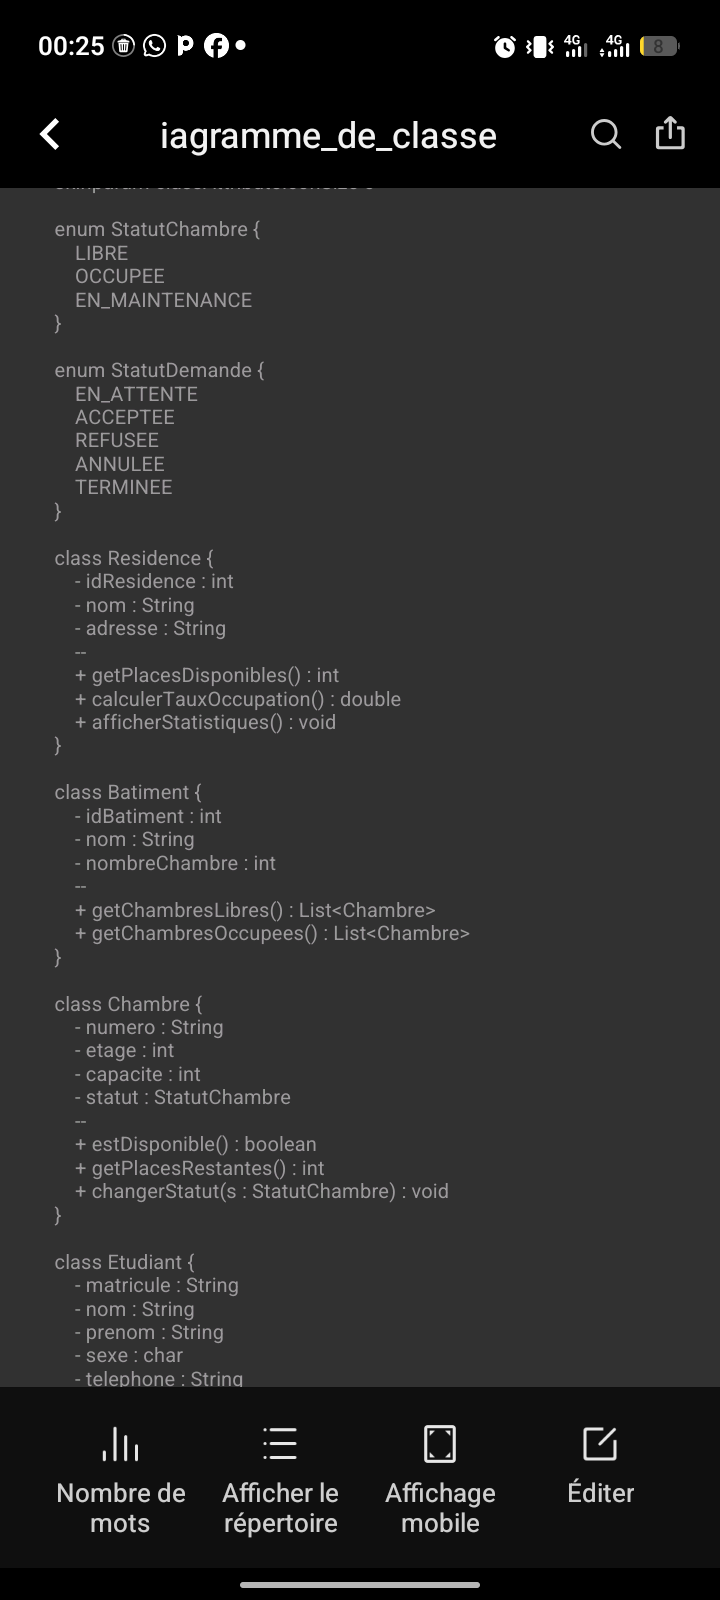 00:25
4G
4G
8
iagramme_de_classe
enum StatutChambre {
LIBRE
OCCUPEE
EN_MAINTENANCE
}
enum StatutDemande {
EN_ATTENTE
ACCEPTEE
REFUSEE
ANNULEE
TERMINEE
}
class Residence {
- idResidence : int
- nom : String
- adresse : String
--
+ getPlacesDisponibles() : int
+ calculerTauxOccupation() : double
+ afficherStatistiques() : void
}
class Batiment {
- idBatiment : int
- nom : String
- nombreChambre : int
--
+ getChambresLibres() : List<Chambre>
+ getChambresOccupees() : List<Chambre>
}
class Chambre {
- numero : String
- etage : int
- capacite : int
- statut : StatutChambre
--
+ estDisponible() : boolean
+ getPlacesRestantes() : int
+ changerStatut(s : StatutChambre) : void
}
class Etudiant {
- matricule : String
- nom : String
- prenom : String
- sexe : char
- telephone : String
Nombre de mots
Afficher le répertoire
Affichage mobile
Éditer